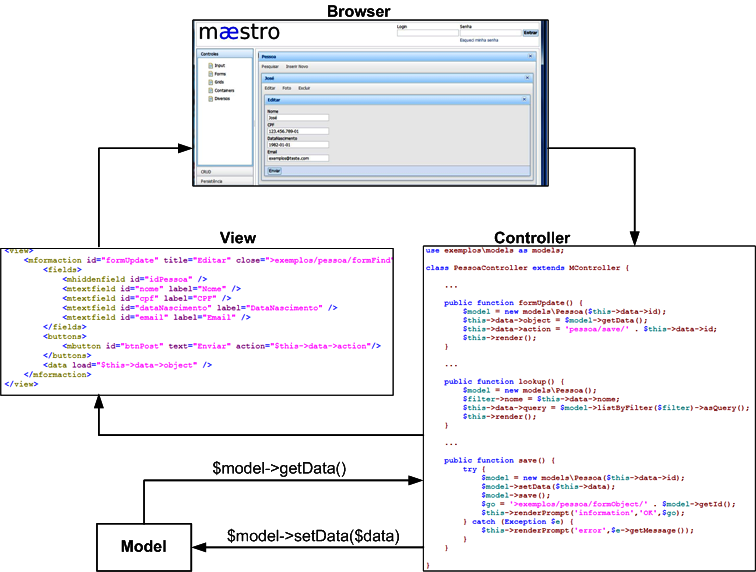 Browser
mæstro
Login
Senha
Entrar
Esqueci minha senha
Controles
Input
Forms
Grids
Containers
Diversos
CRUD
Persistência
Pessoa
Pesquisar Inserir Novo
José
Editar Foto Excluir
Editar
Nome
José
CPF
123.456.789-01
DataNascimento
1982-01-01
Email
exemplos@teste.com
Enviar
View
<view>
<mformaction id="formUpdate" title="Editar" close=">exemplos/pessoa/formFind"
<fields>
<mhiddenfield id="idPessoa" />
<mtextfield id="nome" label="Nome" />
<mtextfield id="cpf" label="CPF" />
<mtextfield id="dataNascimento" label="DataNascimento" />
<mtextfield id="email" label="Email" />
</fields>
<buttons>
<mbutton id="btnPost" text="Enviar" action="$this->data->action"/>
</buttons>
<data load="$this->data->object" />
</mformaction>
</view>
Controller
use exemplos\models as models;
class PessoaController extends MController {
...
public function formUpdate() {
$model = new models\Pessoa($this->data->id);
$this->data->object = $model->getData();
$this->data->action = 'pessoa/save/' . $this->data->id;
$this->render();
}
...
public function lookup() {
$model = new models\Pessoa();
$filter->nome = $this->data->nome;
$this->data->query = $model->listByFilter($filter)->asQuery();
$this->render();
}
...
public function save() {
try {
$model = new models\Pessoa($this->data->id);
$model->setData($this->data);
$model->save();
$go = '>exemplos/pessoa/formObject/' . $model->getId();
$this->renderPrompt('information','OK',$go);
} catch (Exception $e) {
$this->renderPrompt('error',$e->getMessage());
}
}
}
$model->getData()
Model
$model->setData($data)